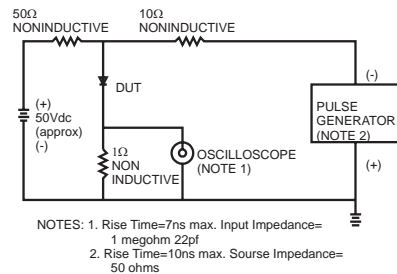 50Ω
NONINDUCTIVE
10Ω
NONINDUCTIVE
(+)
50Vdc
(approx)
(-)
DUT
1Ω
NON
INDUCTIVE
OSCILLOSCOPE
(NOTE 1)
(-)
PULSE
GENERATOR
(NOTE 2)
(+)
NOTES: 1. Rise Time=7ns max. Input Impedance=
1 megohm 22pf
2. Rise Time=10ns max. Sourse Impedance=
50 ohms